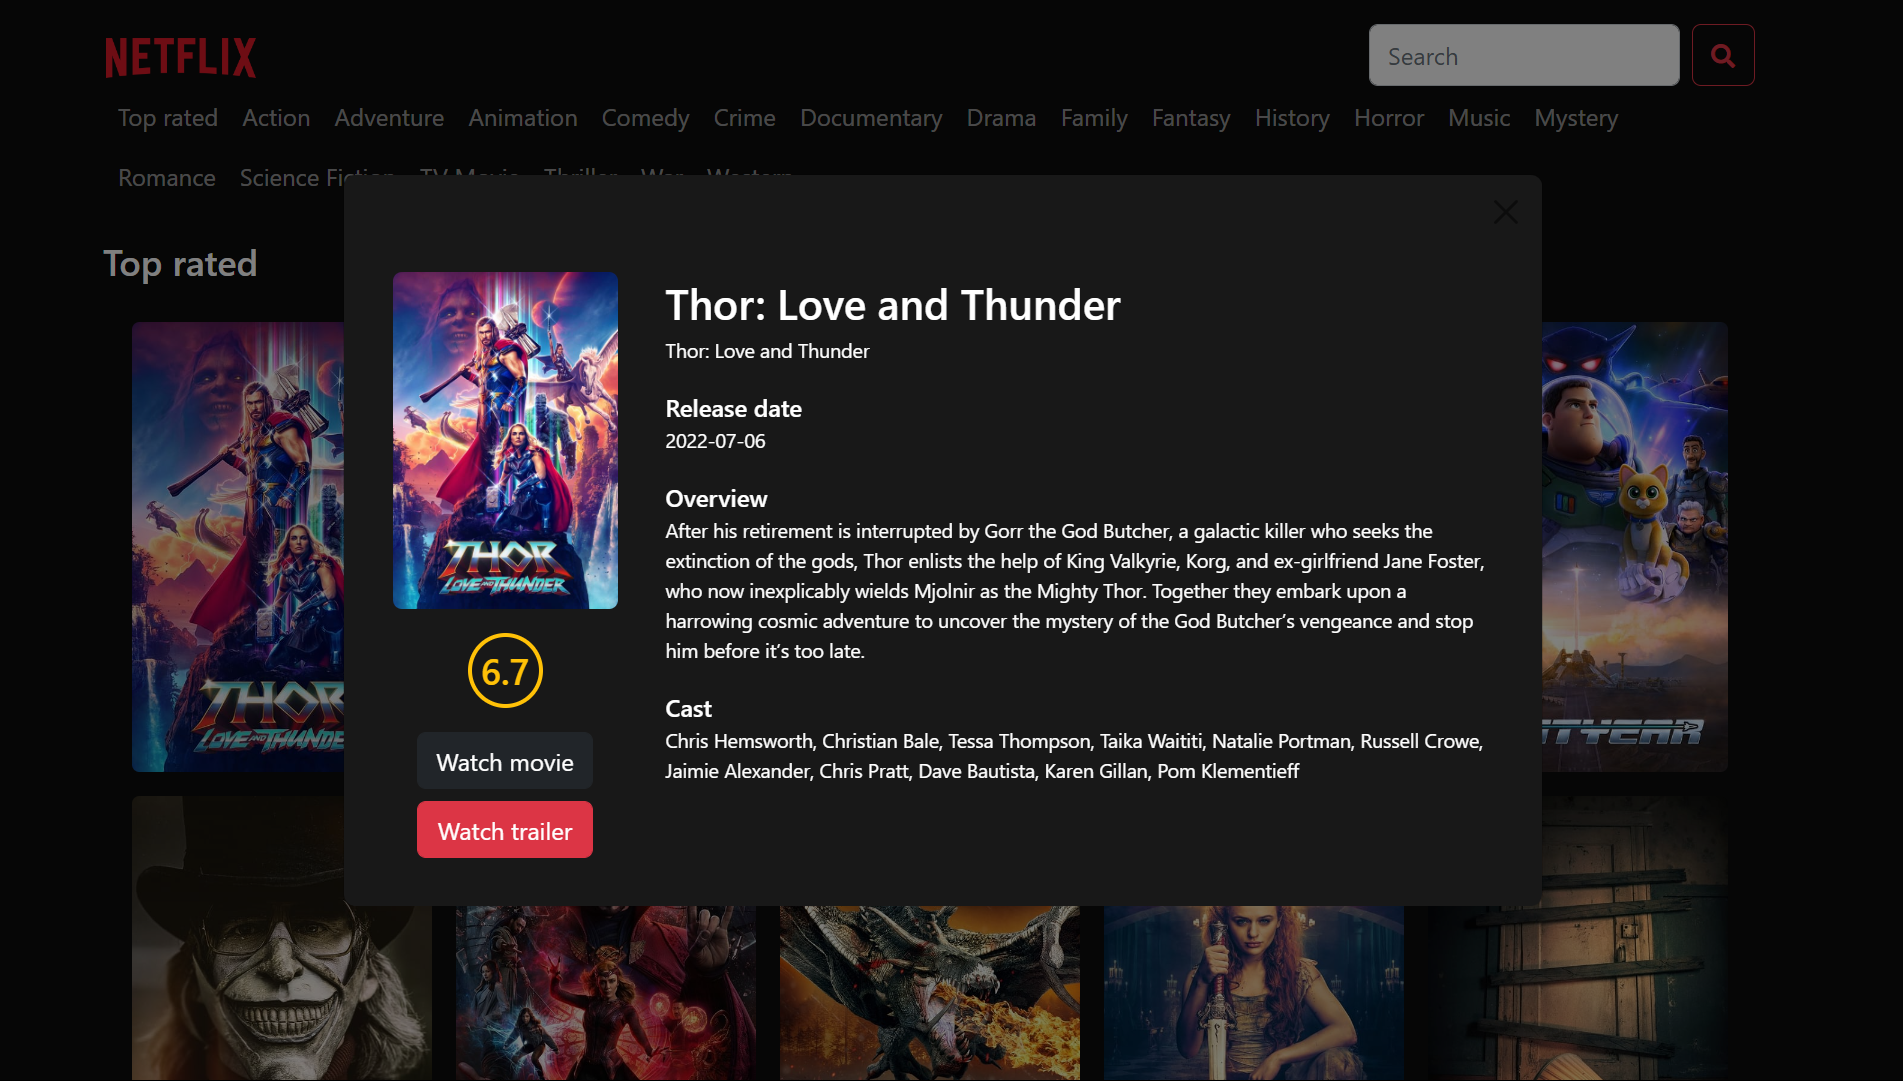 NETFLIX
Search
Top rated Action Adventure Animation Comedy Crime Documentary Drama Family Fantasy History Horror Music Mystery
Romance Science Fiction TV Movie Thriller War Western
Top rated
Thor: Love and Thunder
Thor: Love and Thunder
Release date
2022-07-06
Overview
After his retirement is interrupted by Gorr the God Butcher, a galactic killer who seeks the
extinction of the gods, Thor enlists the help of King Valkyrie, Korg, and ex-girlfriend Jane Foster,
who now inexplicably wields Mjolnir as the Mighty Thor. Together they embark upon a
harrowing cosmic adventure to uncover the mystery of the God Butcher’s vengeance and stop
him before it’s too late.
Cast
Chris Hemsworth, Christian Bale, Tessa Thompson, Taika Waititi, Natalie Portman, Russell Crowe,
Jaimie Alexander, Chris Pratt, Dave Bautista, Karen Gillan, Pom Klementieff
THOR
LOVE AND THUNDER
6.7
Watch movie
Watch trailer
THOR
LOVE AND THUNDE